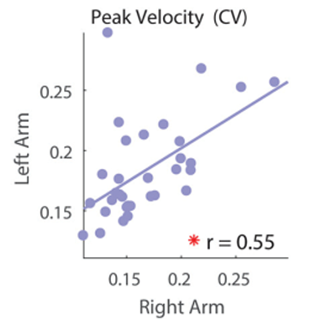 Peak Velocity (CV)
Left Arm
0.25
0.2
0.15
* r = 0.55
0.15 0.2 0.25
Right Arm